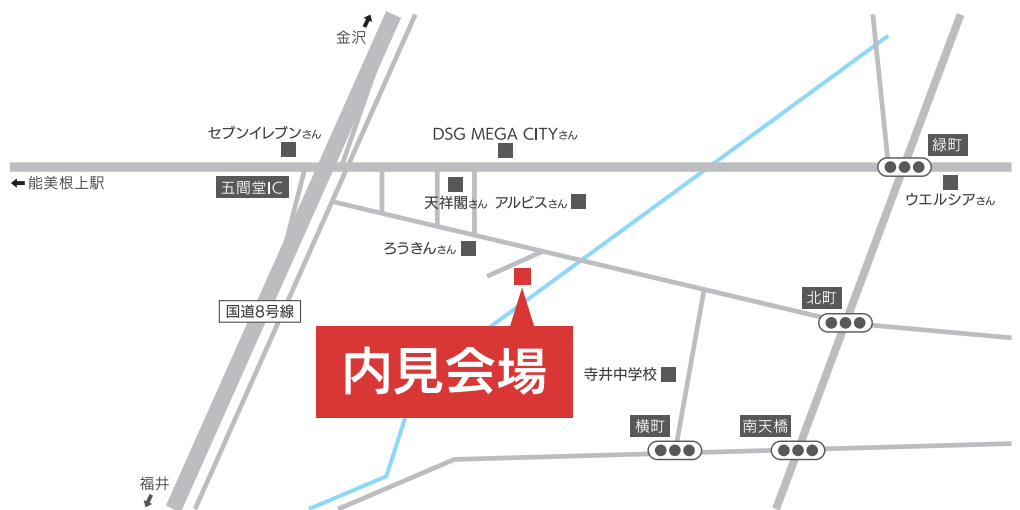 金沢
セブンイレブンさん
DSG MEGA CITYさん
緑町
能美根上駅
五間堂IC
天祥閣さん
アルビスさん
ウエルシアさん
ろうきんさん
国道8号線
北町
内見会場
寺井中学校
横町
南天橋
福井